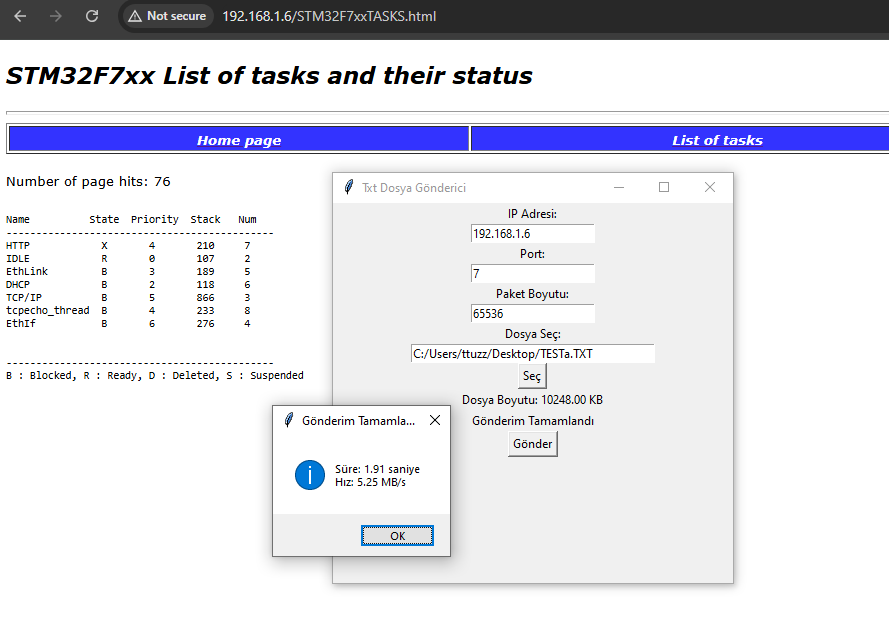 Not secure 192.168.1.6/STM32F7xxTASKS.html
STM32F7xx List of tasks and their status
Home page List of tasks
Number of page hits: 76
Name State Priority Stack Num
--------------------------------------------
HTTP X 4 210 7
IDLE R 0 107 2
EthLink B 3 189 5
DHCP B 2 118 6
TCP/IP B 5 866 3
tcpecho_thread B 4 233 8
EthIf B 6 276 4
--------------------------------------------
B : Blocked, R : Ready, D : Deleted, S : Suspended
Txt Dosya Gönderici
IP Adresi:
192.168.1.6
Port:
7
Paket Boyutu:
65536
Dosya Seç:
C:/Users/ttuzz/Desktop/TESTa.TXT
Seç
Dosya Boyutu: 10248.00 KB
Gönderim Tamamlandı
Gönder
Gönderim Tamamla...
Süre: 1.91 saniye
Hız: 5.25 MB/s
OK